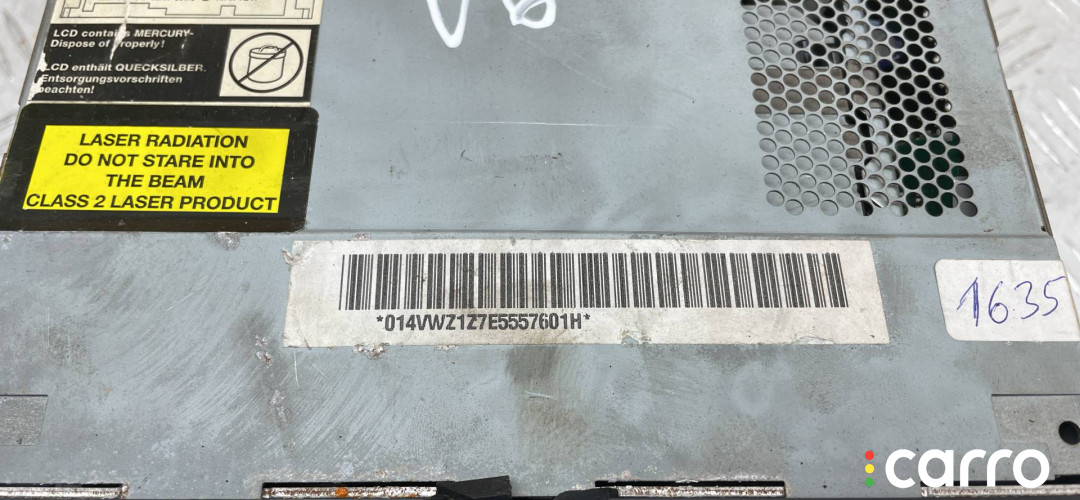 LCD contains MERCURY-
Dispose of properly!
LCD enthält QUECKSILBER.
Entsorgungsvorschriften
beachten!
LASER RADIATION
DO NOT STARE INTO
THE BEAM
CLASS 2 LASER PRODUCT
*014VWZ1Z7E5557601H*
1635
carro